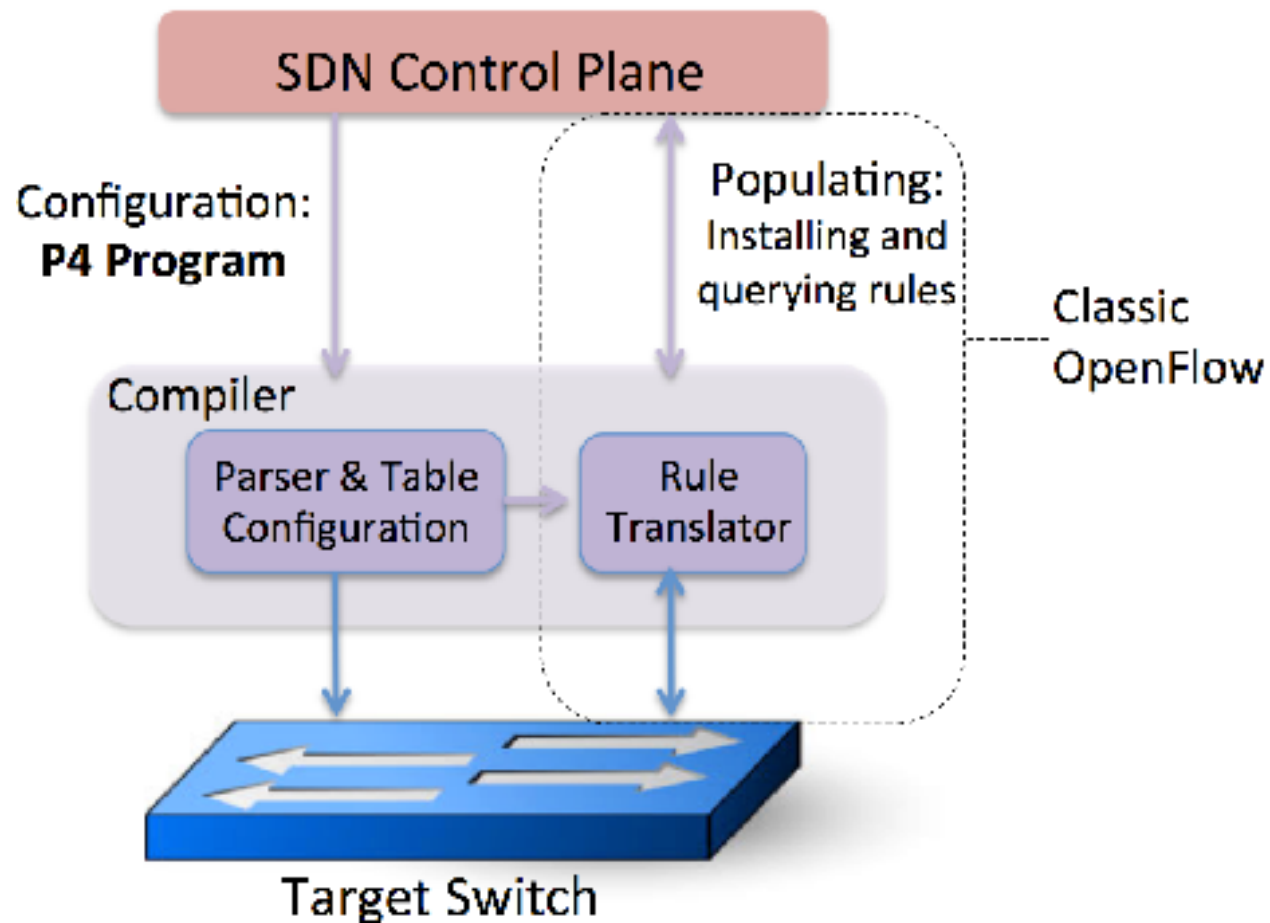 SDN Control Plane
Configuration:
P4 Program
Populating:
Installing and
querying rules
Classic
OpenFlow
Compiler
Parser & Table
Configuration
Rule
Translator
Target Switch